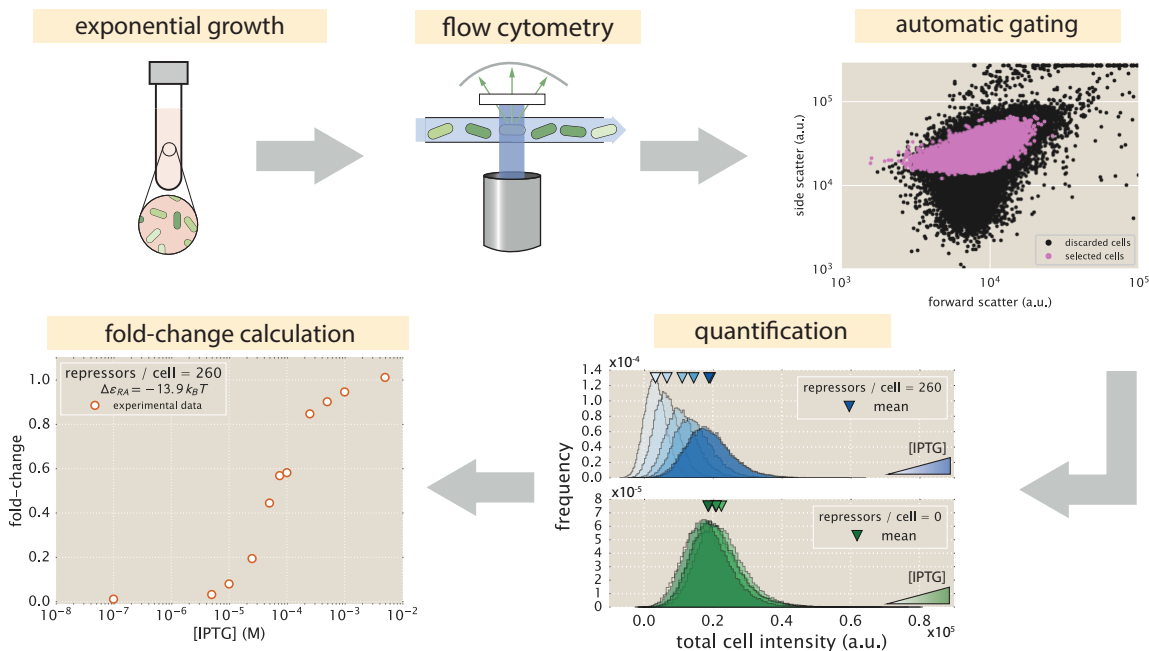 exponential growth
flow cytometry
automatic gating
side scatter (a.u.)
10⁵
10⁴
10³
discarded cells
selected cells
10³
10⁴
10⁵
forward scatter (a.u.)
fold-change calculation
repressors / cell = 260
Δε_RA = −13.9 k_B T
experimental data
fold-change
1.0
0.8
0.6
0.4
0.2
0.0
10⁻⁸
10⁻⁷
10⁻⁶
10⁻⁵
10⁻⁴
10⁻³
10⁻²
[IPTG] (M)
quantification
x10⁻⁴
1.4
1.2
1.0
0.8
0.6
0.4
0.2
0.0
repressors / cell = 260
mean
[IPTG]
frequency
x10⁻⁵
8
7
6
5
4
3
2
1
0
repressors / cell = 0
mean
[IPTG]
0.0
0.2
0.4
0.6
0.8
x10⁵
total cell intensity (a.u.)